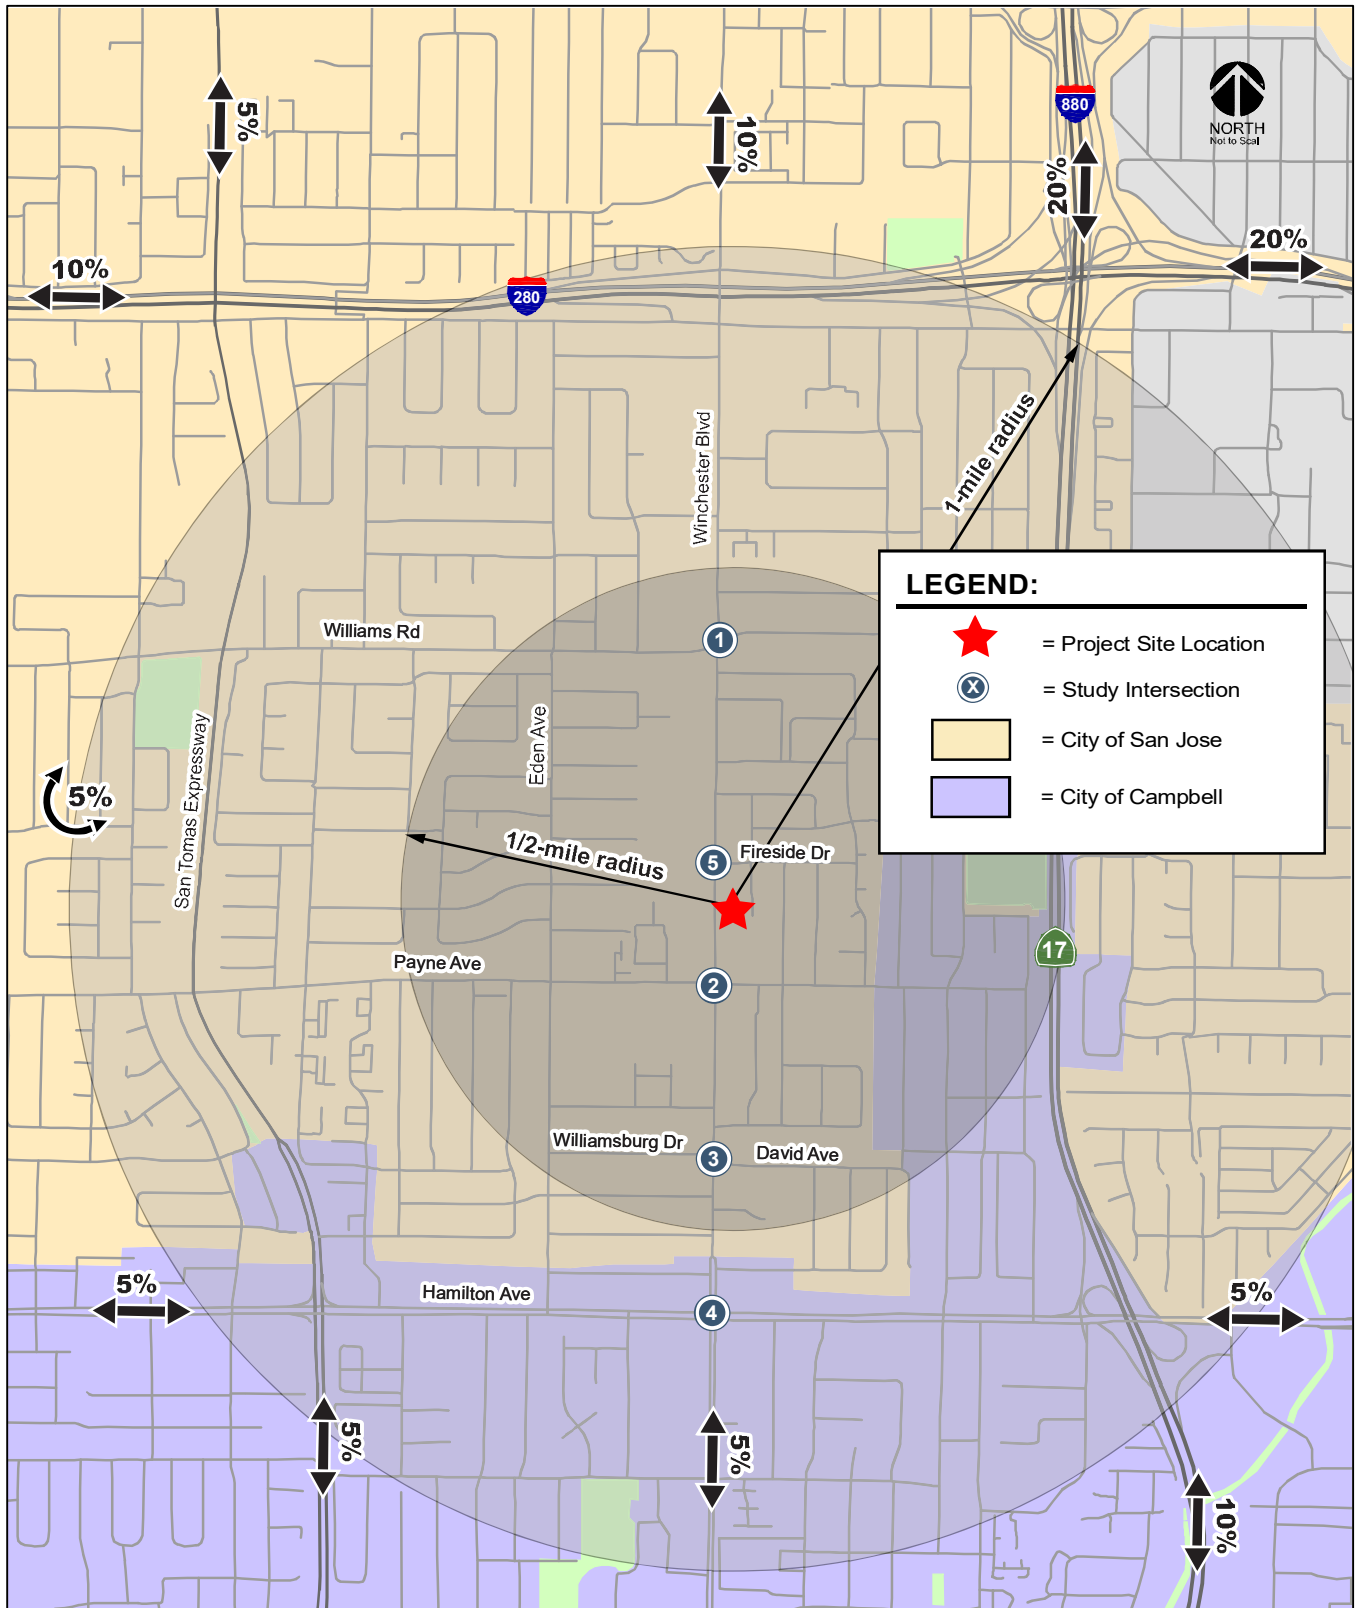 5%
10%
880
NORTH
Not to Scal
20%
20%
10%
280
1-mile radius
Winchester Blvd
LEGEND:
= Project Site Location
X = Study Intersection
= City of San Jose
= City of Campbell
Williams Rd
1
Eden Ave
San Tomas Expressway
5%
1/2-mile radius
5
Fireside Dr
17
Payne Ave
2
Williamsburg Dr
3
David Ave
5%
Hamilton Ave
4
5%
5%
5%
10%